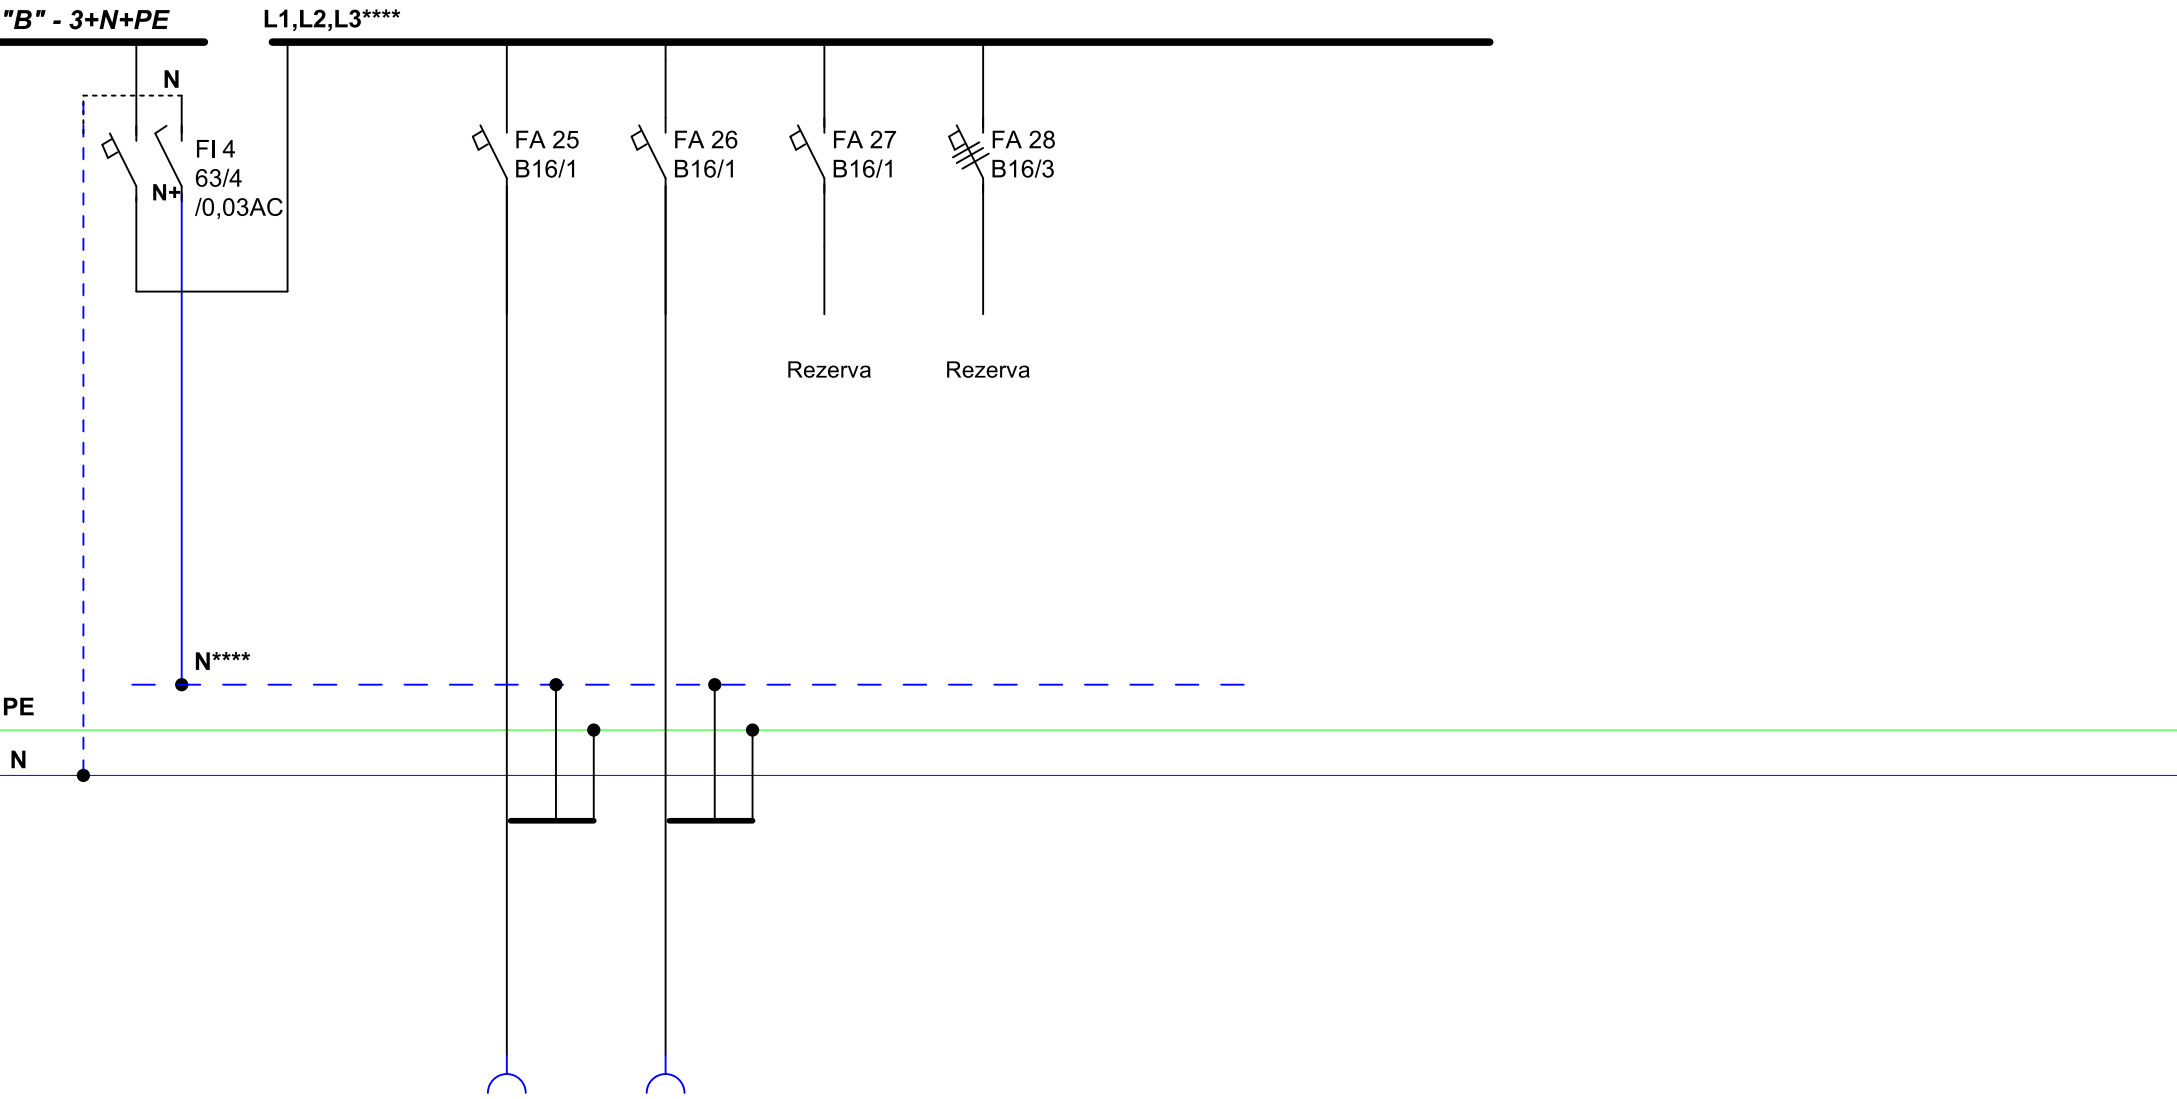 "B" - 3+N+PE
L1,L2,L3****
N
FI 4
63/4
/0,03AC
N+
FA 25
B16/1
FA 26
B16/1
FA 27
B16/1
FA 28
B16/3
Rezerva
Rezerva
N****
PE
N